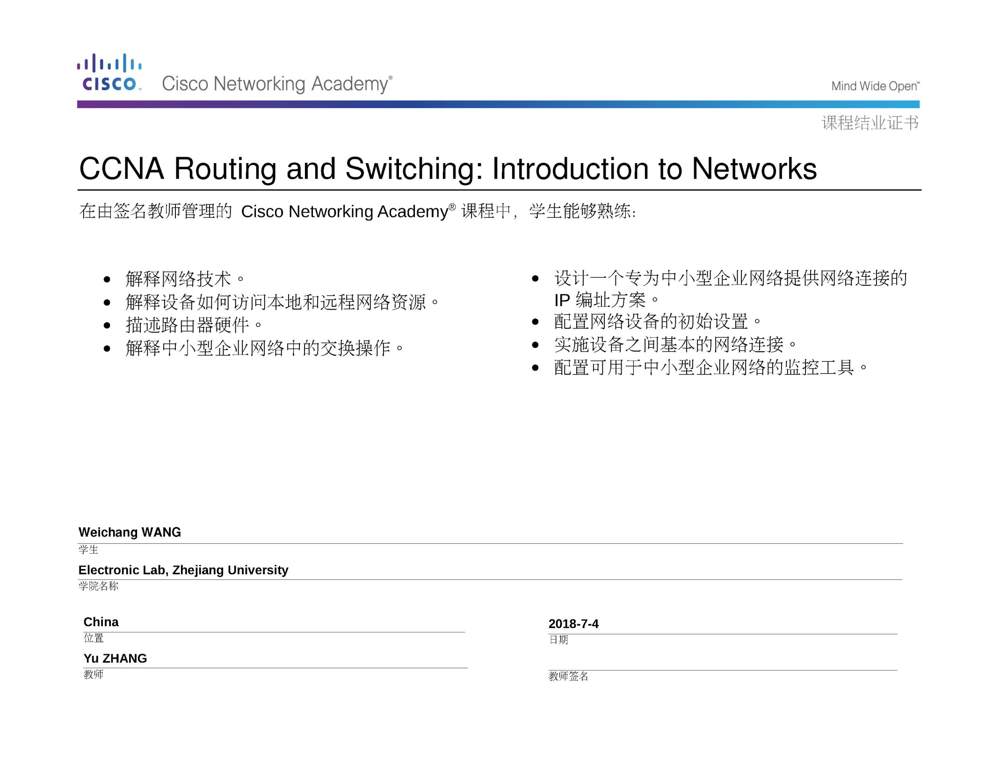 CISCO™ Cisco Networking Academy®
Mind Wide Open™
课程结业证书
CCNA Routing and Switching: Introduction to Networks
在由签名教师管理的 Cisco Networking Academy® 课程中，学生能够熟练：
• 解释网络技术。
• 解释设备如何访问本地和远程网络资源。
• 描述路由器硬件。
• 解释中小型企业网络中的交换操作。
• 设计一个专为中小型企业网络提供网络连接的
IP 编址方案。
• 配置网络设备的初始设置。
• 实施设备之间基本的网络连接。
• 配置可用于中小型企业网络的监控工具。
Weichang WANG
学生
Electronic Lab, Zhejiang University
学院名称
China
位置
2018-7-4
日期
Yu ZHANG
教师
教师签名